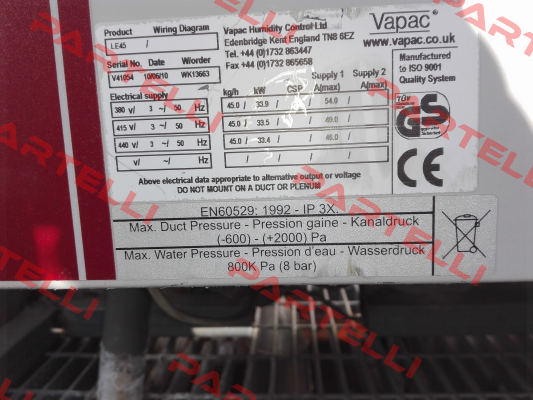 Product Wiring Diagram
LE45 /
Serial No. Date W/order
V41054 10/06/10 WK13663
Electrical supply
380 v/ 3 ~/ 50 Hz
415 v/ 3 ~/ 50 Hz
440 v/ 3 ~/ 50 Hz
v/ ~/ Hz
Vapac Humidity Control Ltd
Edenbridge Kent England TN8 6EZ
Tel. +44 (0)1732 863447
Fax +44 (0)1732 865658
Supply 1 Supply 2
kg/h kW CSP A(max) A(max)
45.0 / 33.9 / 54.0 /
45.0 / 33.5 / 49.0 /
45.0 / 33.4 / 46.0 /
/ / / /
Above electrical data appropriate to alternative output or voltage
DO NOT MOUNT ON A DUCT OR PLENUM
Vapac®
www.vapac.co.uk
Manufactured
to ISO 9001
Quality System
TÜV
GS
CE
EN60529: 1992 - IP 3X.
Max. Duct Pressure - Pression gaine - Kanaldruck
(-600) - (+2000) Pa
Max. Water Pressure - Pression d'eau - Wasserdruck
800K Pa (8 bar)
PARTELLI